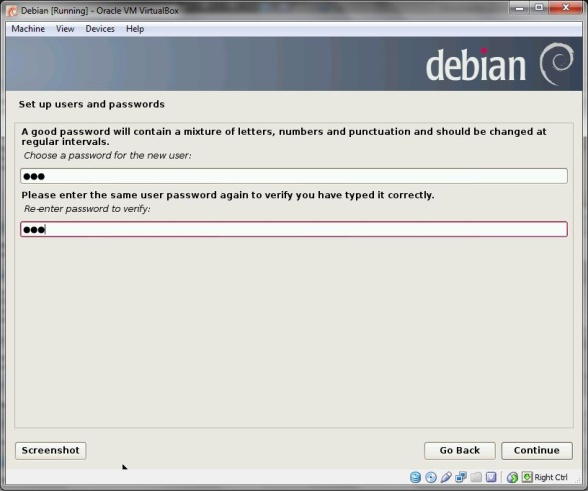 Debian [Running] - Oracle VM VirtualBox
Machine View Devices Help
debian
Set up users and passwords
A good password will contain a mixture of letters, numbers and punctuation and should be changed at
regular intervals.
Choose a password for the new user:
●●●
Please enter the same user password again to verify you have typed it correctly.
Re-enter password to verify:
●●●
Screenshot Go Back Continue
Right Ctrl